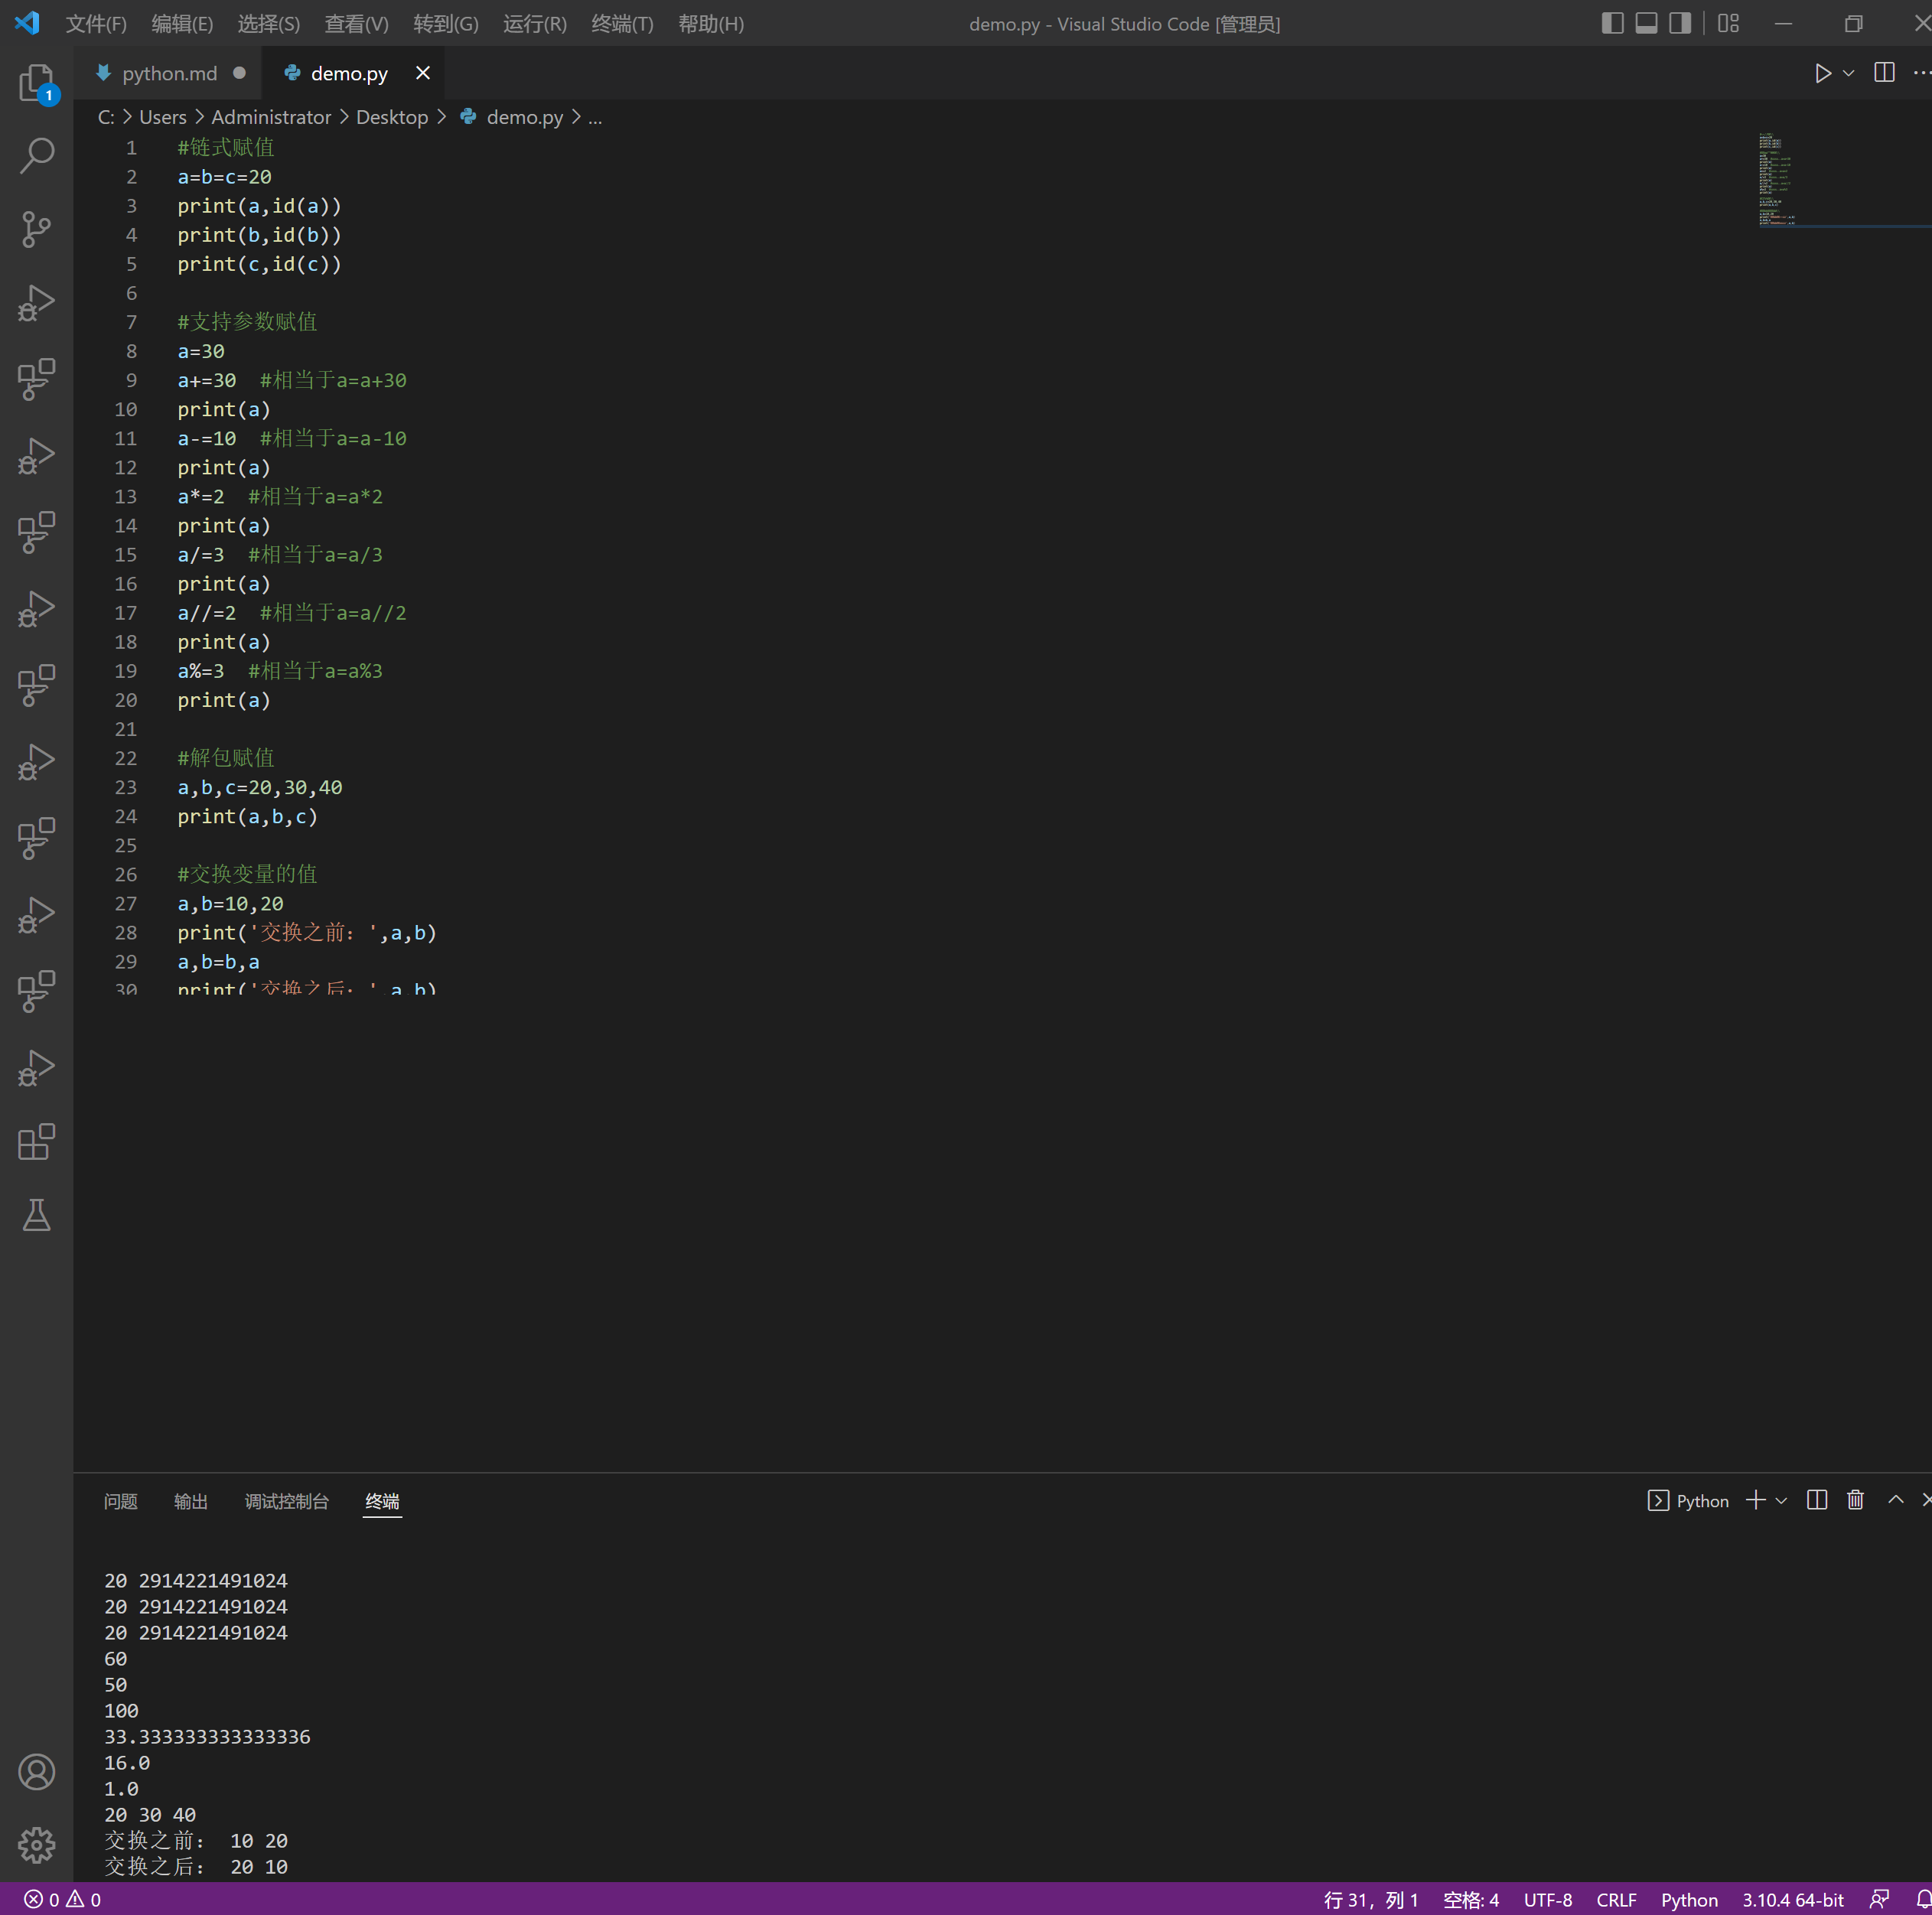 文件(F) 编辑(E) 选择(S) 查看(V) 转到(G) 运行(R) 终端(T) 帮助(H) demo.py - Visual Studio Code [管理员]
python.md demo.py
C: > Users > Administrator > Desktop > demo.py > ...
1
1 #链式赋值
2 a=b=c=20
3 print(a,id(a))
4 print(b,id(b))
5 print(c,id(c))
6
7 #支持参数赋值
8 a=30
9 a+=30  #相当于a=a+30
10 print(a)
11 a-=10  #相当于a=a-10
12 print(a)
13 a*=2  #相当于a=a*2
14 print(a)
15 a/=3  #相当于a=a/3
16 print(a)
17 a//=2  #相当于a=a//2
18 print(a)
19 a%=3  #相当于a=a%3
20 print(a)
21
22 #解包赋值
23 a,b,c=20,30,40
24 print(a,b,c)
25
26 #交换变量的值
27 a,b=10,20
28 print('交换之前：',a,b)
29 a,b=b,a
30 print('交换之后：',a,b)
问题 输出 调试控制台 终端 Python
20 2914221491024
20 2914221491024
20 2914221491024
60
50
100
33.333333333333336
16.0
1.0
20 30 40
交换之前： 10 20
交换之后： 20 10
0 0 行 31，列 1 空格: 4 UTF-8 CRLF Python 3.10.4 64-bit